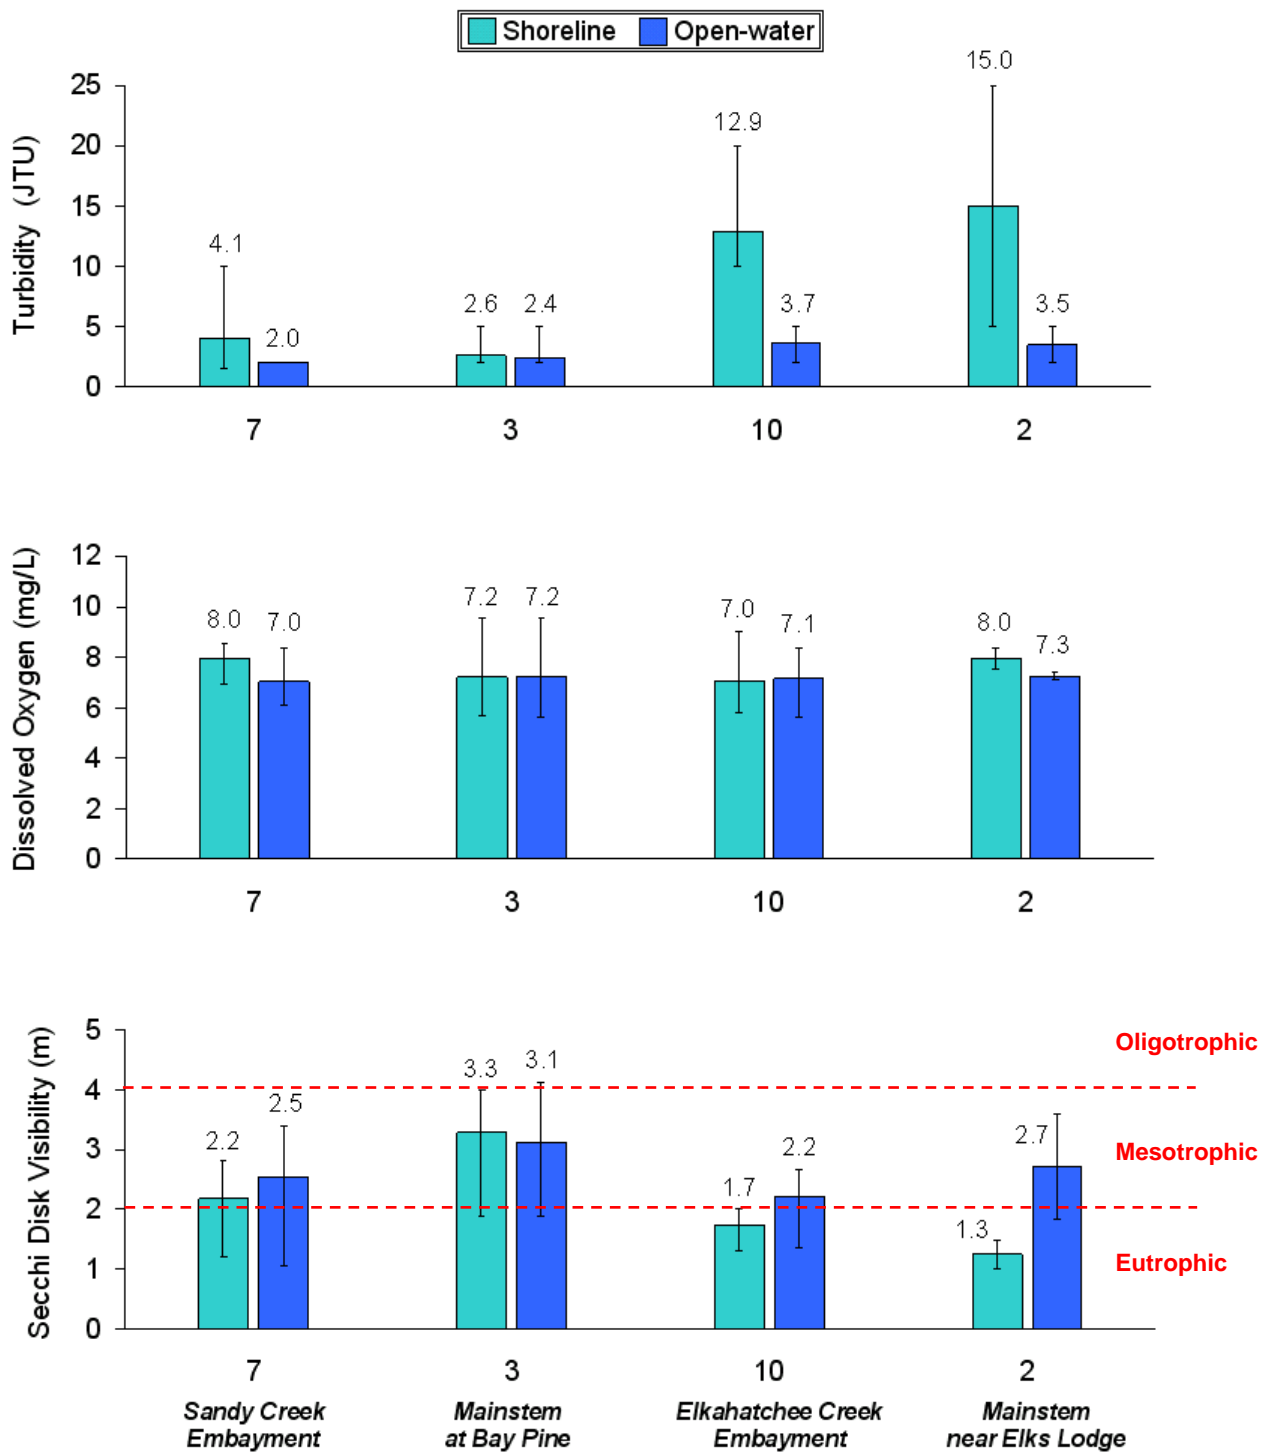 Shoreline Open-water
Turbidity (JTU)
25
20
15
10
5
0
4.1
2.0
2.6
2.4
12.9
3.7
15.0
3.5
7 3 10 2
Dissolved Oxygen (mg/L)
12
10
8
6
4
2
0
8.0
7.0
7.2
7.2
7.0
7.1
8.0
7.3
7 3 10 2
Secchi Disk Visibility (m)
5
4
3
2
1
0
2.2
2.5
3.3
3.1
1.7
2.2
1.3
2.7
Oligotrophic
Mesotrophic
Eutrophic
7 3 10 2
Sandy Creek
Embayment
Mainstem
at Bay Pine
Elkahatchee Creek
Embayment
Mainstem
near Elks Lodge